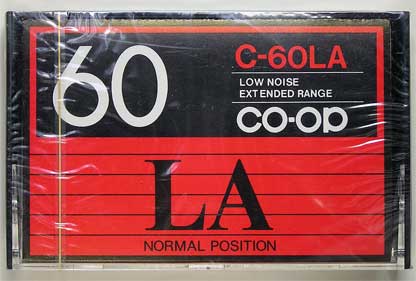 60
C-60LA
LOW NOISE
EXTENDED RANGE
CO-OP
LA
NORMAL POSITION